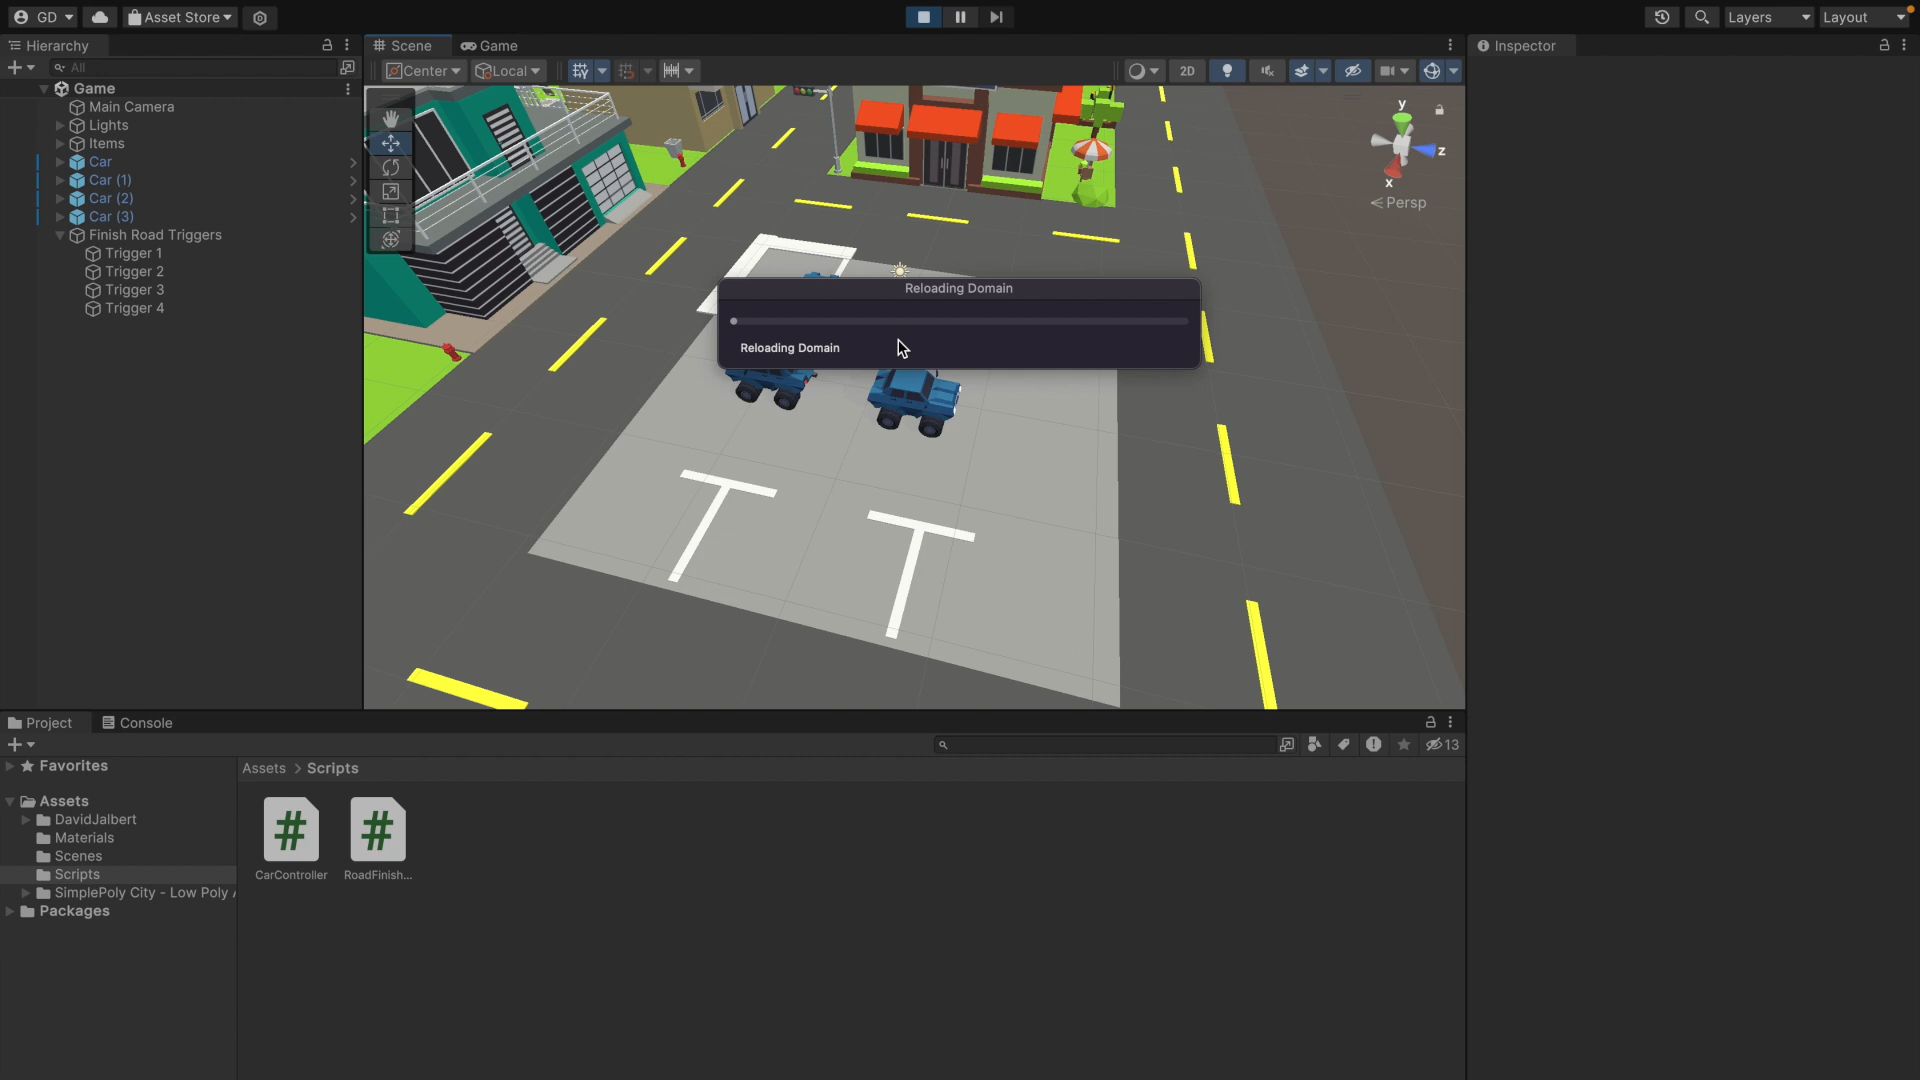 GD
Asset Store
Layers
Layout
Hierarchy
All
Game
Main Camera
Lights
Items
Car
Car (1)
Car (2)
Car (3)
Finish Road Triggers
Trigger 1
Trigger 2
Trigger 3
Trigger 4
Scene
Game
Center
Local
2D
y
z
x
Persp
Reloading Domain
Reloading Domain
Inspector
Project
Console
13
Favorites
Assets
DavidJalbert
Materials
Scenes
Scripts
SimplePoly City - Low Poly
Packages
Assets > Scripts
CarController
RoadFinish...